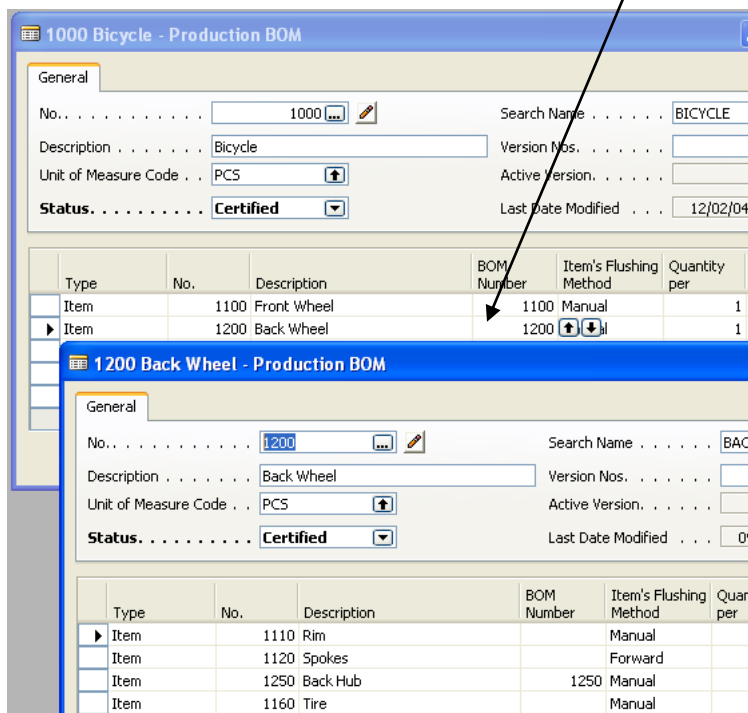 1000 Bicycle - Production BOM
General
No.. . . . . . . . . . . . 1000 ... Search Name . . . . . . BICYCLE
Description . . . . . . . Bicycle Version Nos. . . . . . .
Unit of Measure Code . . PCS Active Version. . . . . .
Status. . . . . . . . . . Certified Last Date Modified . . . 12/02/04
Type No. Description BOM Number Item's Flushing Method Quantity per
Item 1100 Front Wheel 1100 Manual 1
Item 1200 Back Wheel 1200 1
1200 Back Wheel - Production BOM
General
No.. . . . . . . . . . . . 1200 ... Search Name . . . . . . BAC
Description . . . . . . . Back Wheel Version Nos. . . . . . .
Unit of Measure Code . . PCS Active Version. . . . . .
Status. . . . . . . . . . Certified Last Date Modified . . .
Type No. Description BOM Number Item's Flushing Method Quan per
Item 1110 Rim Manual
Item 1120 Spokes Forward
Item 1250 Back Hub 1250 Manual
Item 1160 Tire Manual